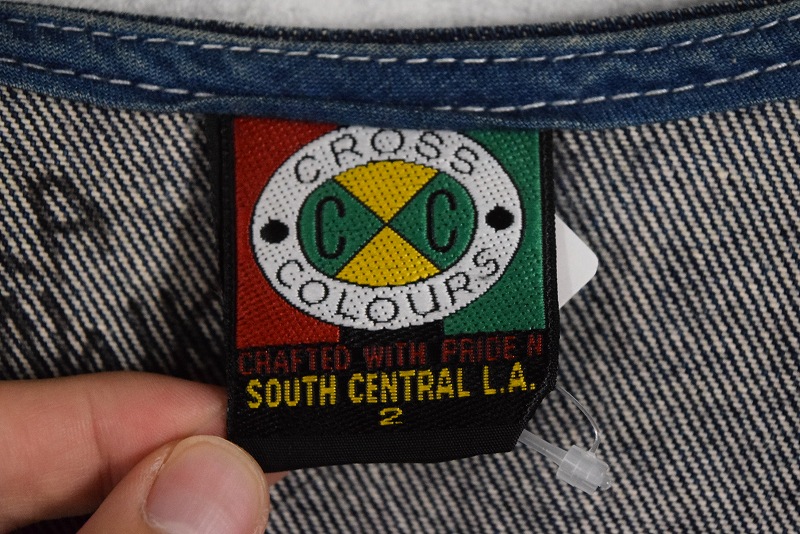 CROSS
C C
COLOURS
CRAFTED WITH PRIDE N
SOUTH CENTRAL L.A.
2